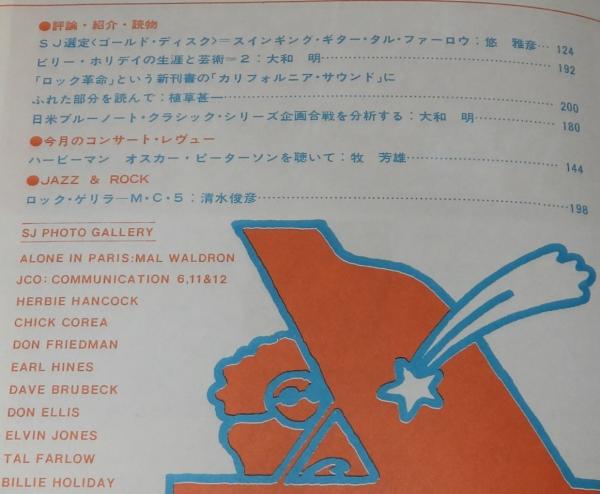 ●評論・紹介・読物
SJ選定〈ゴールド・ディスク〉=スインギング・ギター・タル・ファーロウ:悠 雅彦… 124
ビリー・ホリデイの生涯と芸術=2:大和 明…………………… 192
「ロック革命」という新刊書の「カリフォルニア・サウンド」に
ふれた部分を読んで:植草甚一…………………… 200
日米ブルーノート・クラシック・シリーズ企画合戦を分析する:大和 明………… 180
●今月のコンサート・レヴュー
ハービーマン オスカー・ピーターソンを聴いて:牧 芳雄………………… 144
●JAZZ & ROCK
ロック・ゲリラ―M・C・5:清水俊彦…………………… 198
SJ PHOTO GALLERY
ALONE IN PARIS:MAL WALDRON
JCO:COMMUNICATION 6,11&12
HERBIE HANCOCK
CHICK COREA
DON FRIEDMAN
EARL HINES
DAVE BRUBECK
DON ELLIS
ELVIN JONES
TAL FARLOW
BILLIE HOLIDAY